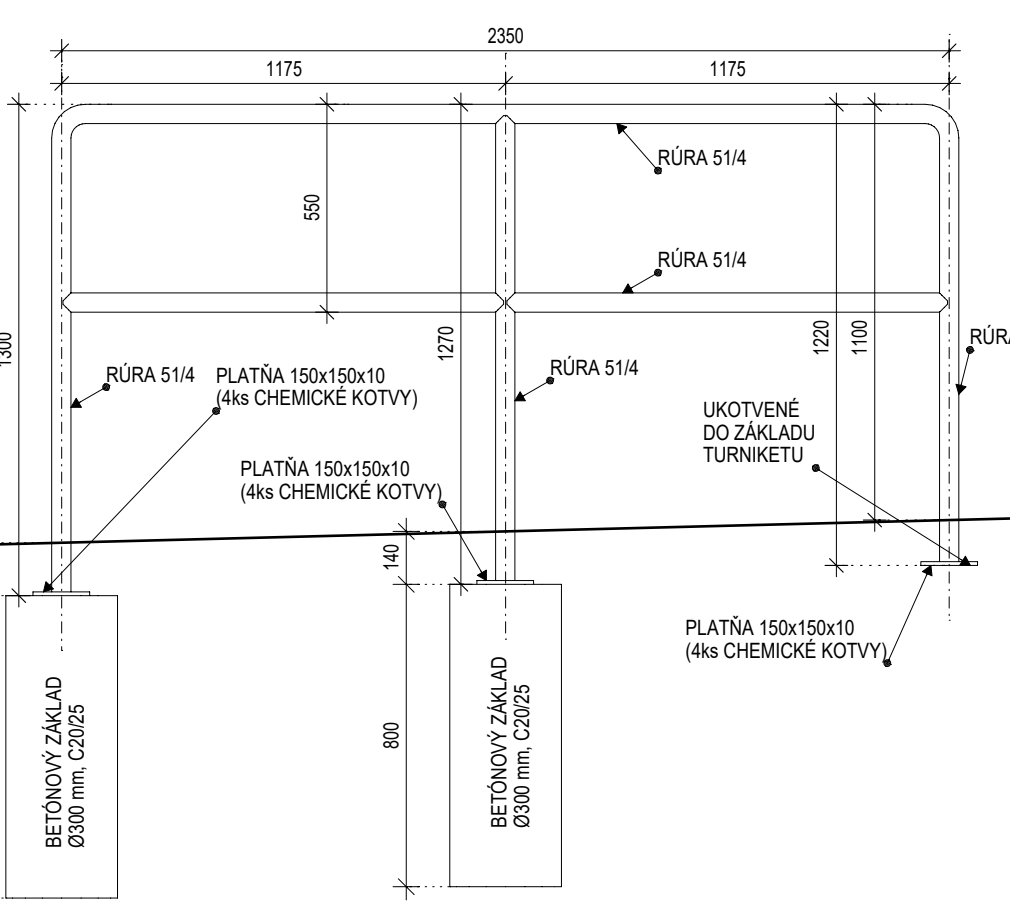 2350
1175
1175
RÚRA 51/4
550
RÚRA 51/4
1300
1270
1220
1100
RÚRA 51/4
PLATŇA 150x150x10
(4ks CHEMICKÉ KOTVY)
RÚRA 51/4
RÚRA
UKOTVENÉ
DO ZÁKLADU
TURNIKETU
PLATŇA 150x150x10
(4ks CHEMICKÉ KOTVY)
140
PLATŇA 150x150x10
(4ks CHEMICKÉ KOTVY)
800
BETÓNOVÝ ZÁKLAD
Ø300 mm, C20/25
BETÓNOVÝ ZÁKLAD
Ø300 mm, C20/25